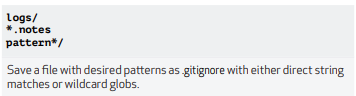 logs/
*.notes
pattern*/
Save a file with desired patterns as .gitignore with either direct string
matches or wildcard globs.